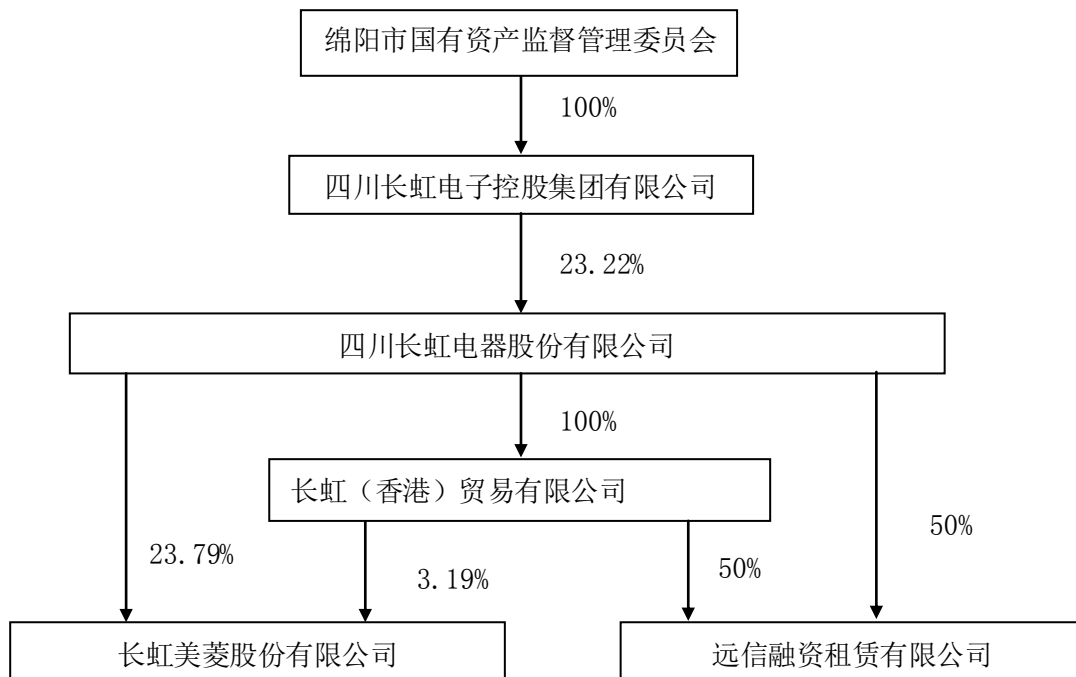 绵阳市国有资产监督管理委员会
100%
四川长虹电子控股集团有限公司
23.22%
四川长虹电器股份有限公司
100%
长虹（香港）贸易有限公司
23.79%
3.19%
50%
50%
长虹美菱股份有限公司
远信融资租赁有限公司